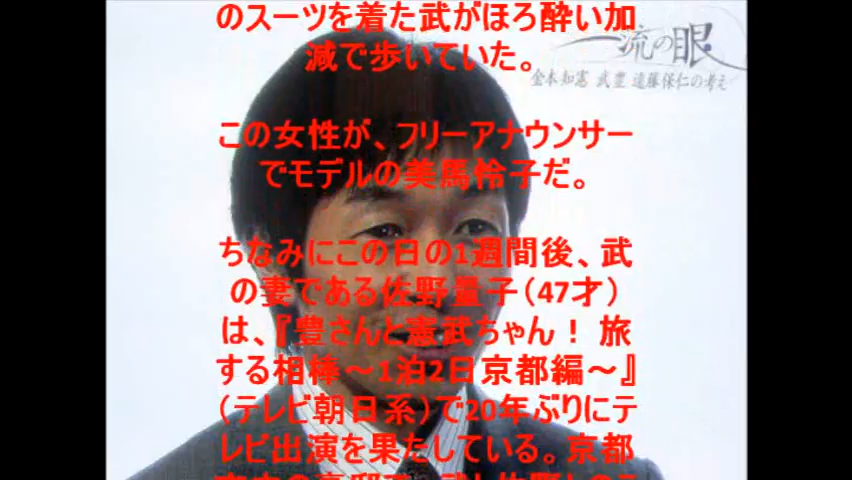 のスーツを着た武がほろ酔い加
減で歩いていた。
一流の眼
金本知憲 武豊 遠藤保仁の考え
この女性が、フリーアナウンサー
でモデルの美馬怜子だ。
ちなみにこの日の1週間後、武
の妻である佐野量子（47才）
は、『豊さんと憲武ちゃん！ 旅
する相棒～1泊2日京都編～』
（テレビ朝日系）で20年ぶりにテ
レビ出演を果たしている。京都